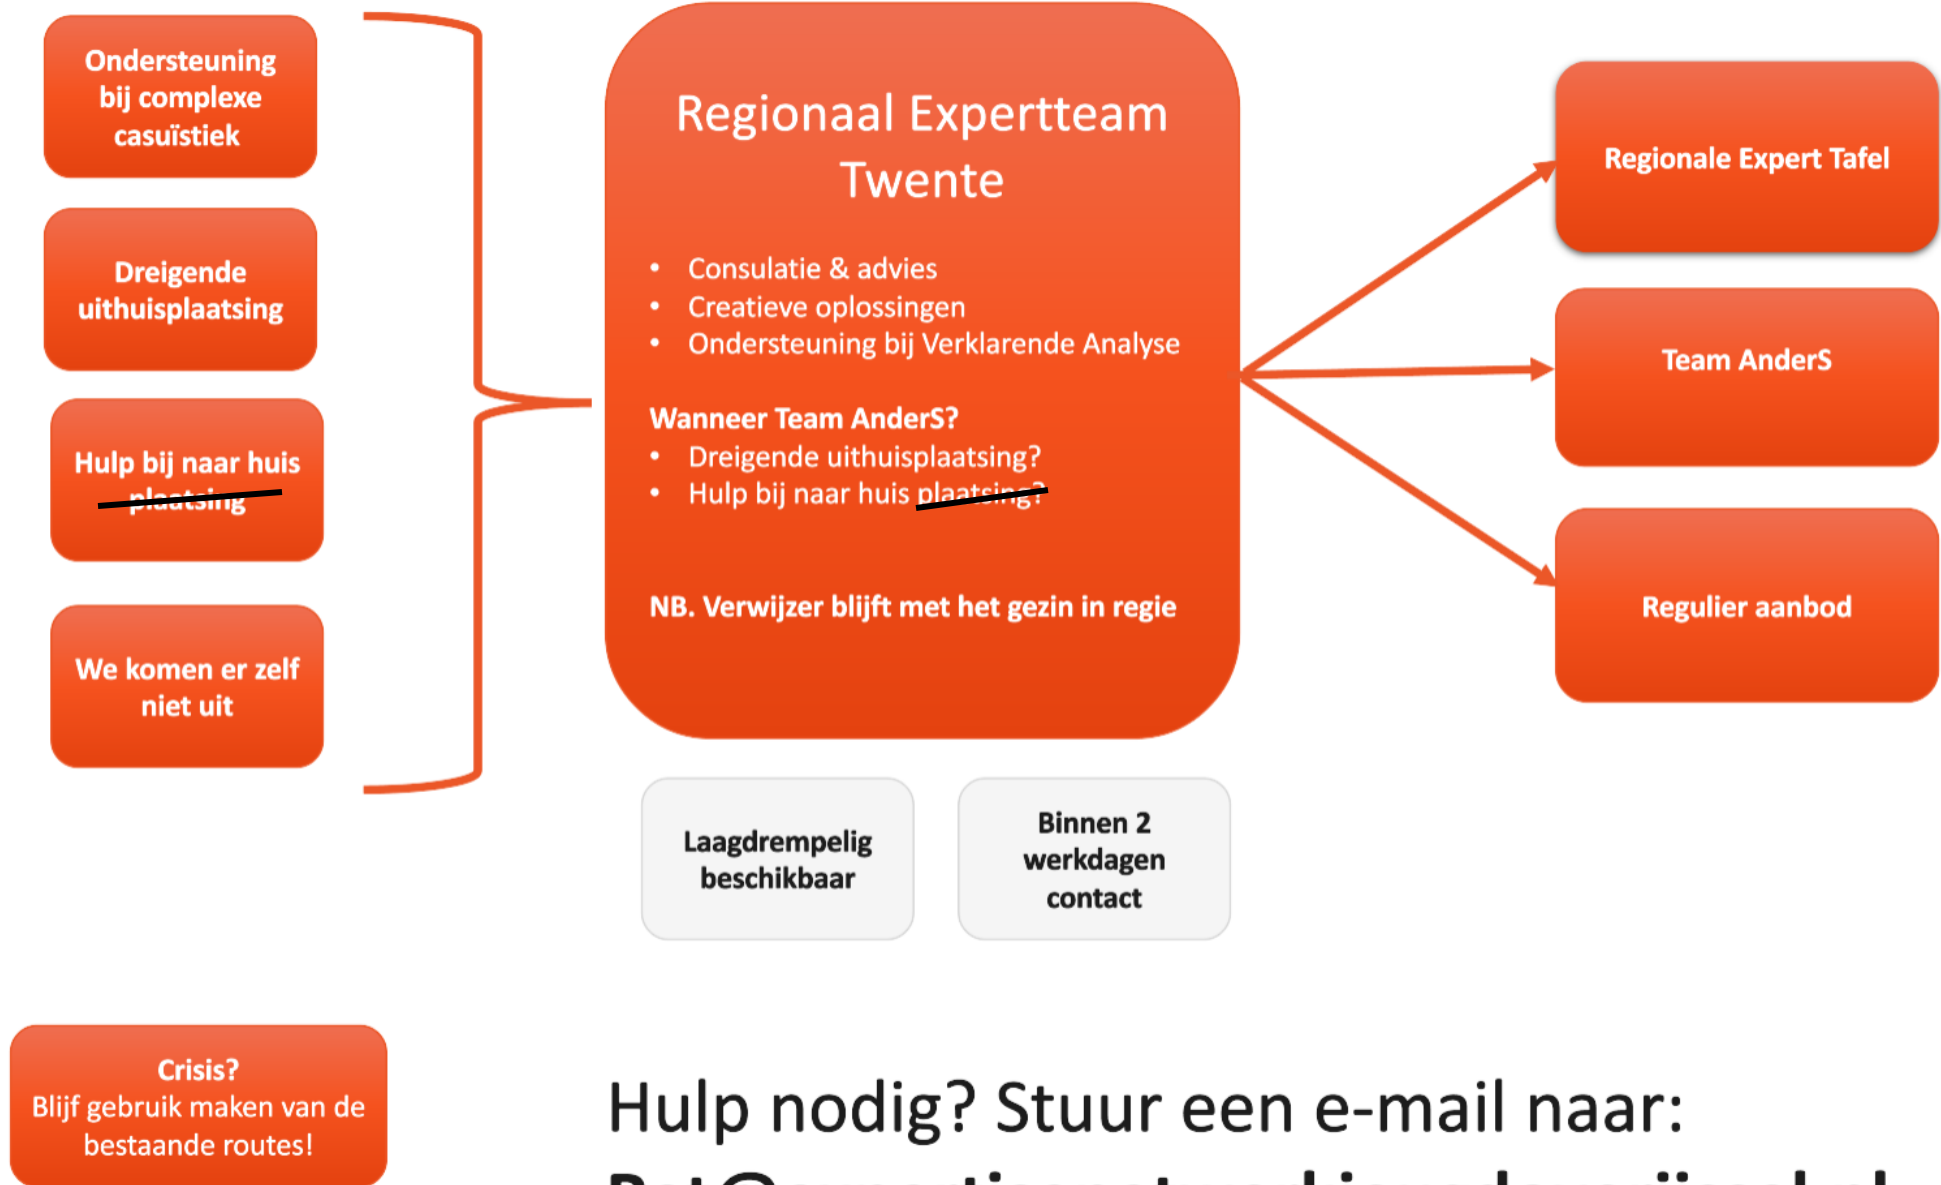 Ondersteuning
bij complexe
casuïstiek
Dreigende
uithuisplaatsing
Hulp bij naar huis
plaatsing
We komen er zelf
niet uit
Regionaal Expertteam
Twente
• Consulatie & advies
• Creatieve oplossingen
• Ondersteuning bij Verklarende Analyse
Wanneer Team AnderS?
• Dreigende uithuisplaatsing?
• Hulp bij naar huis plaatsing?
NB. Verwijzer blijft met het gezin in regie
Regionale Expert Tafel
Team AnderS
Regulier aanbod
Laagdrempelig
beschikbaar
Binnen 2
werkdagen
contact
Crisis?
Blijf gebruik maken van de
bestaande routes!
Hulp nodig? Stuur een e-mail naar: